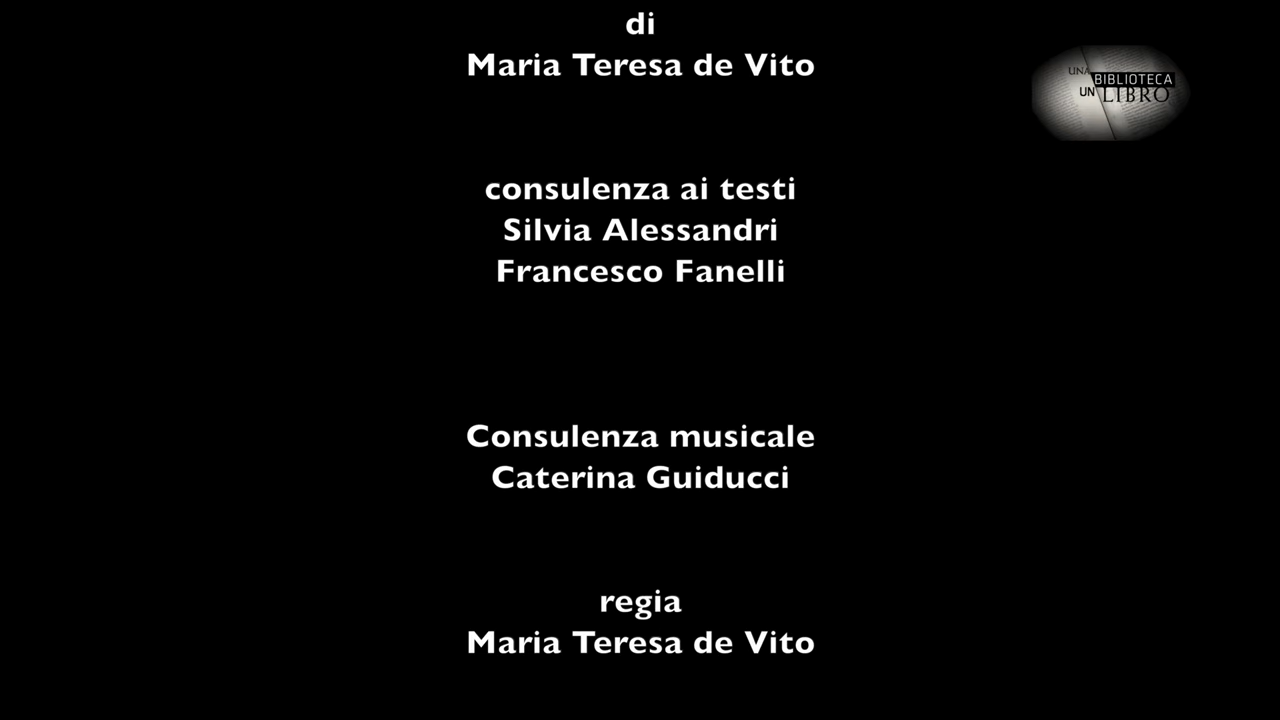 di
Maria Teresa de Vito
UNA BIBLIOTECA
UN LIBRO
consulenza ai testi
Silvia Alessandri
Francesco Fanelli
Consulenza musicale
Caterina Guiducci
regia
Maria Teresa de Vito